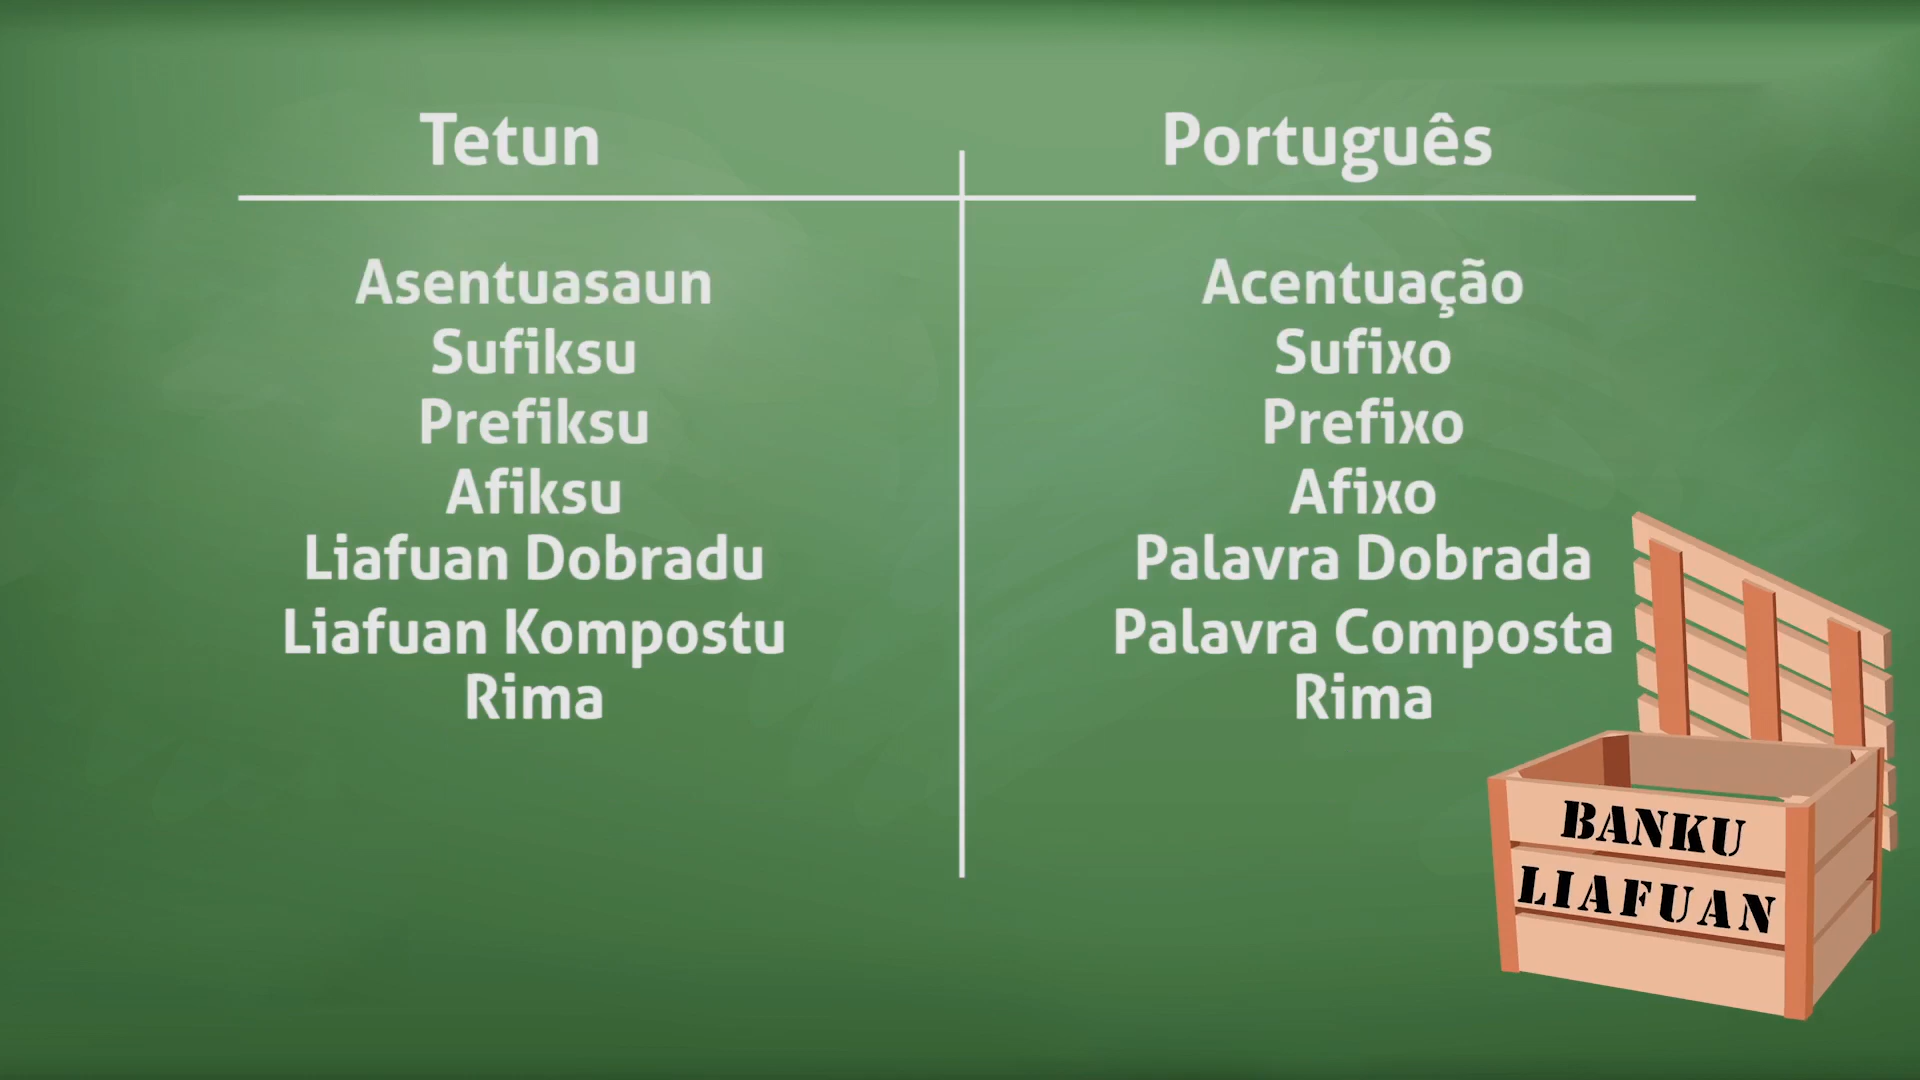 Tetun Português
Asentuasaun Acentuação
Sufiksu Sufixo
Prefiksu Prefixo
Afiksu Afixo
Liafuan Dobradu Palavra Dobrada
Liafuan Kompostu Palavra Composta
Rima Rima
BANKU
LIAFUAN